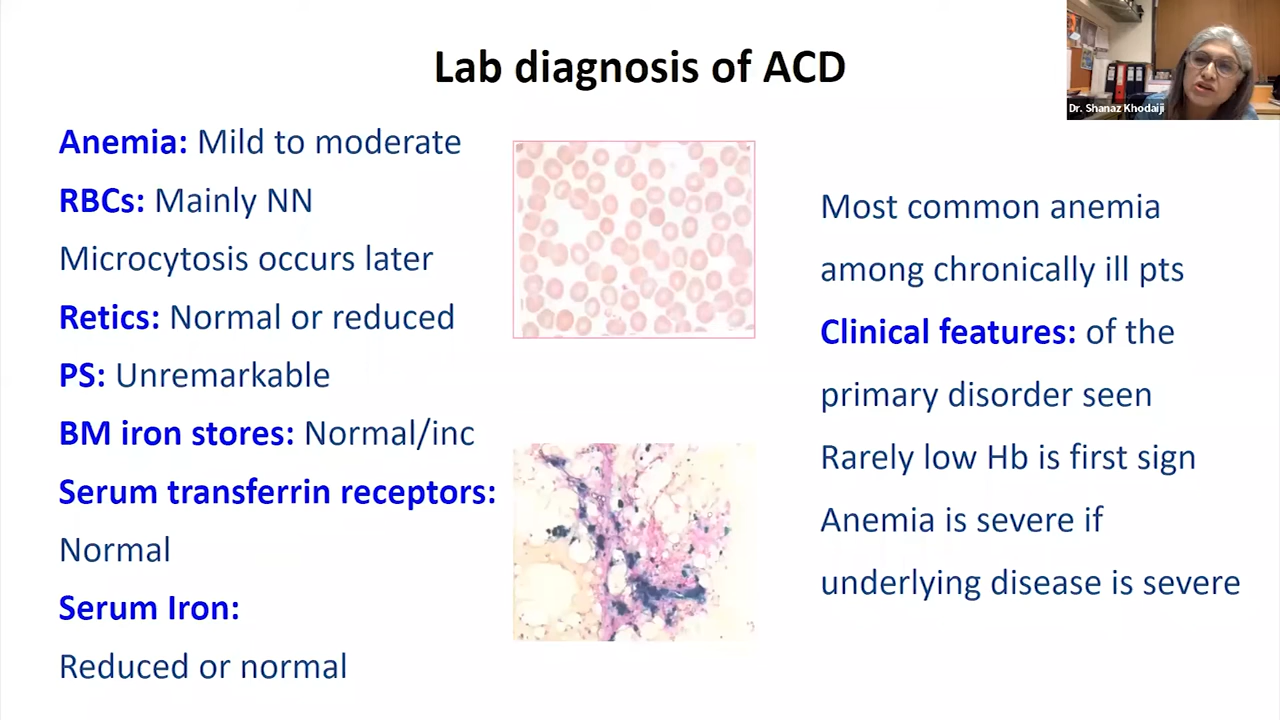 Lab diagnosis of ACD
Dr. Shanaz Khodaiji
Anemia: Mild to moderate
RBCs: Mainly NN
Microcytosis occurs later
Retics: Normal or reduced
PS: Unremarkable
BM iron stores: Normal/inc
Serum transferrin receptors:
Normal
Serum Iron:
Reduced or normal
Most common anemia
among chronically ill pts
Clinical features: of the
primary disorder seen
Rarely low Hb is first sign
Anemia is severe if
underlying disease is severe